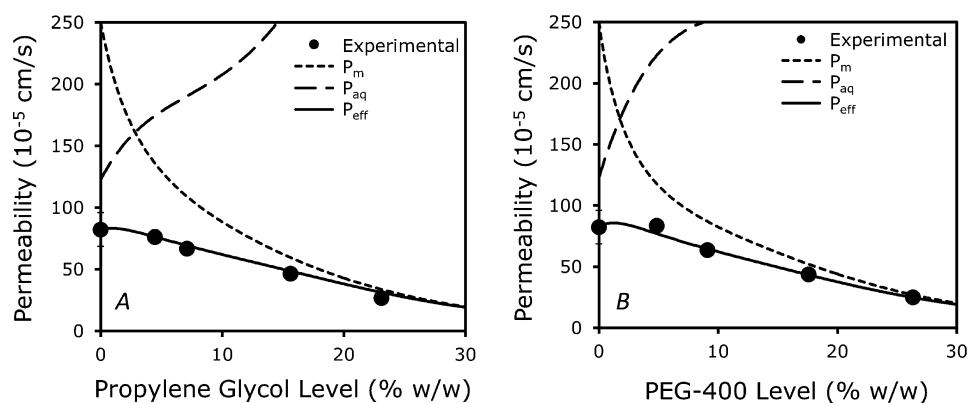 250
200
150
100
50
0
Permeability (10⁻⁵ cm/s)
Experimental
Pm
Paq
Peff
A
0
10
20
30
Propylene Glycol Level (% w/w)
250
200
150
100
50
0
Permeability (10⁻⁵ cm/s)
Experimental
Pm
Paq
Peff
B
0
10
20
30
PEG-400 Level (% w/w)